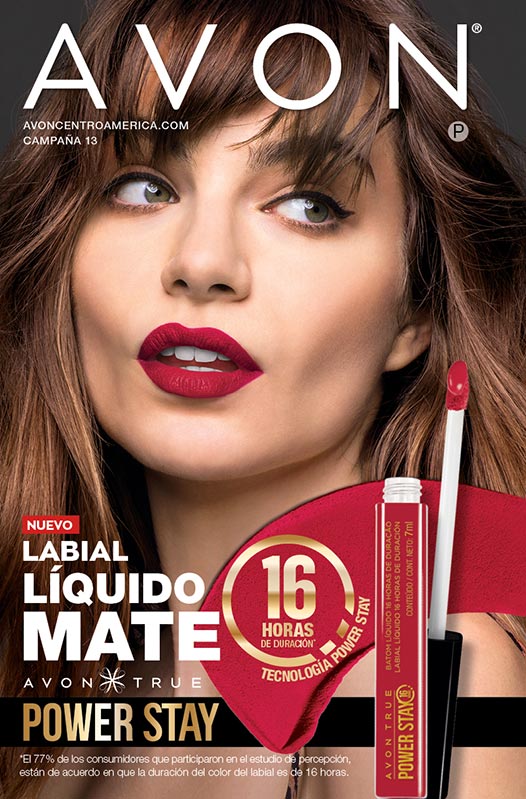 AVON®
AVONCENTROAMERICA.COM
CAMPAÑA 13
P
NUEVO
LABIAL
LÍQUIDO
MATE
AVON TRUE
POWER STAY
16
HORAS
DE DURACIÓN*
TECNOLOGÍA POWER STAY
AVON TRUE
POWER STAY 16
BATOM LÍQUIDO 16 HORAS DE DURAÇÃO
LABIAL LÍQUIDO 16 HORAS DE DURACIÓN
CONTEÚDO / CONT. NETO: 7ml
*El 77% de los consumidores que participaron en el estudio de percepción,
están de acuerdo en que la duración del color del labial es de 16 horas.